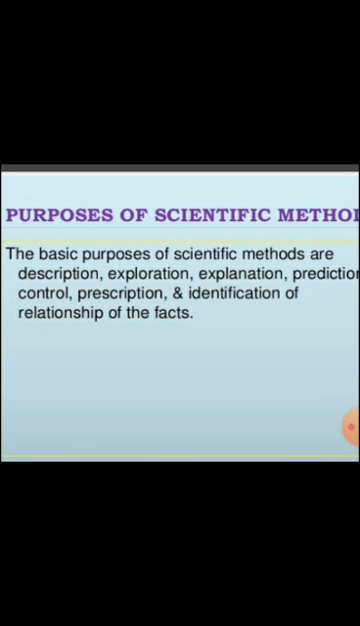 PURPOSES OF SCIENTIFIC METHO
The basic purposes of scientific methods are
description, exploration, explanation, prediction
control, prescription, & identification of
relationship of the facts.